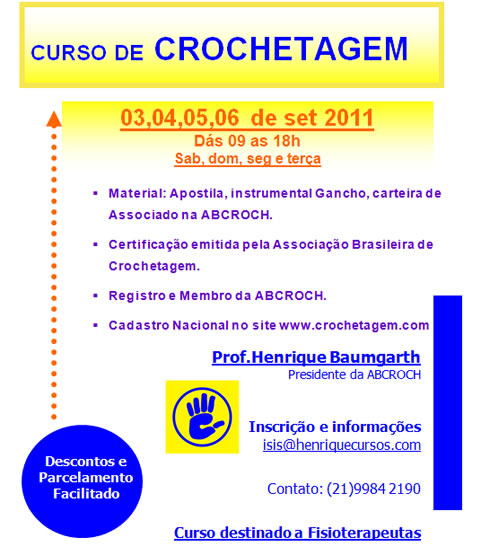 CURSO DE CROCHETAGEM
03,04,05,06 de set 2011
Dás 09 as 18h
Sab, dom, seg e terça
▪ Material: Apostila, instrumental Gancho, carteira de
Associado na ABCROCH.
▪ Certificação emitida pela Associação Brasileira de
Crochetagem.
▪ Registro e Membro da ABCROCH.
▪ Cadastro Nacional no site www.crochetagem.com
Prof.Henrique Baumgarth
Presidente da ABCROCH
Inscrição e informações
isis@henriquecursos.com
Descontos e
Parcelamento
Facilitado
Contato: (21)9984 2190
Curso destinado a Fisioterapeutas